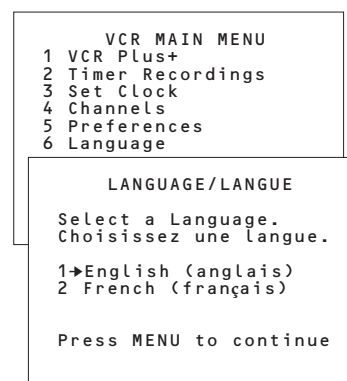 VCR MAIN MENU
1 VCR Plus+
2 Timer Recordings
3 Set Clock
4 Channels
5 Preferences
6 Language
LANGUAGE/LANGUE
Select a Language.
Choisissez une langue.
1➔English (anglais)
2 French (français)
Press MENU to continue